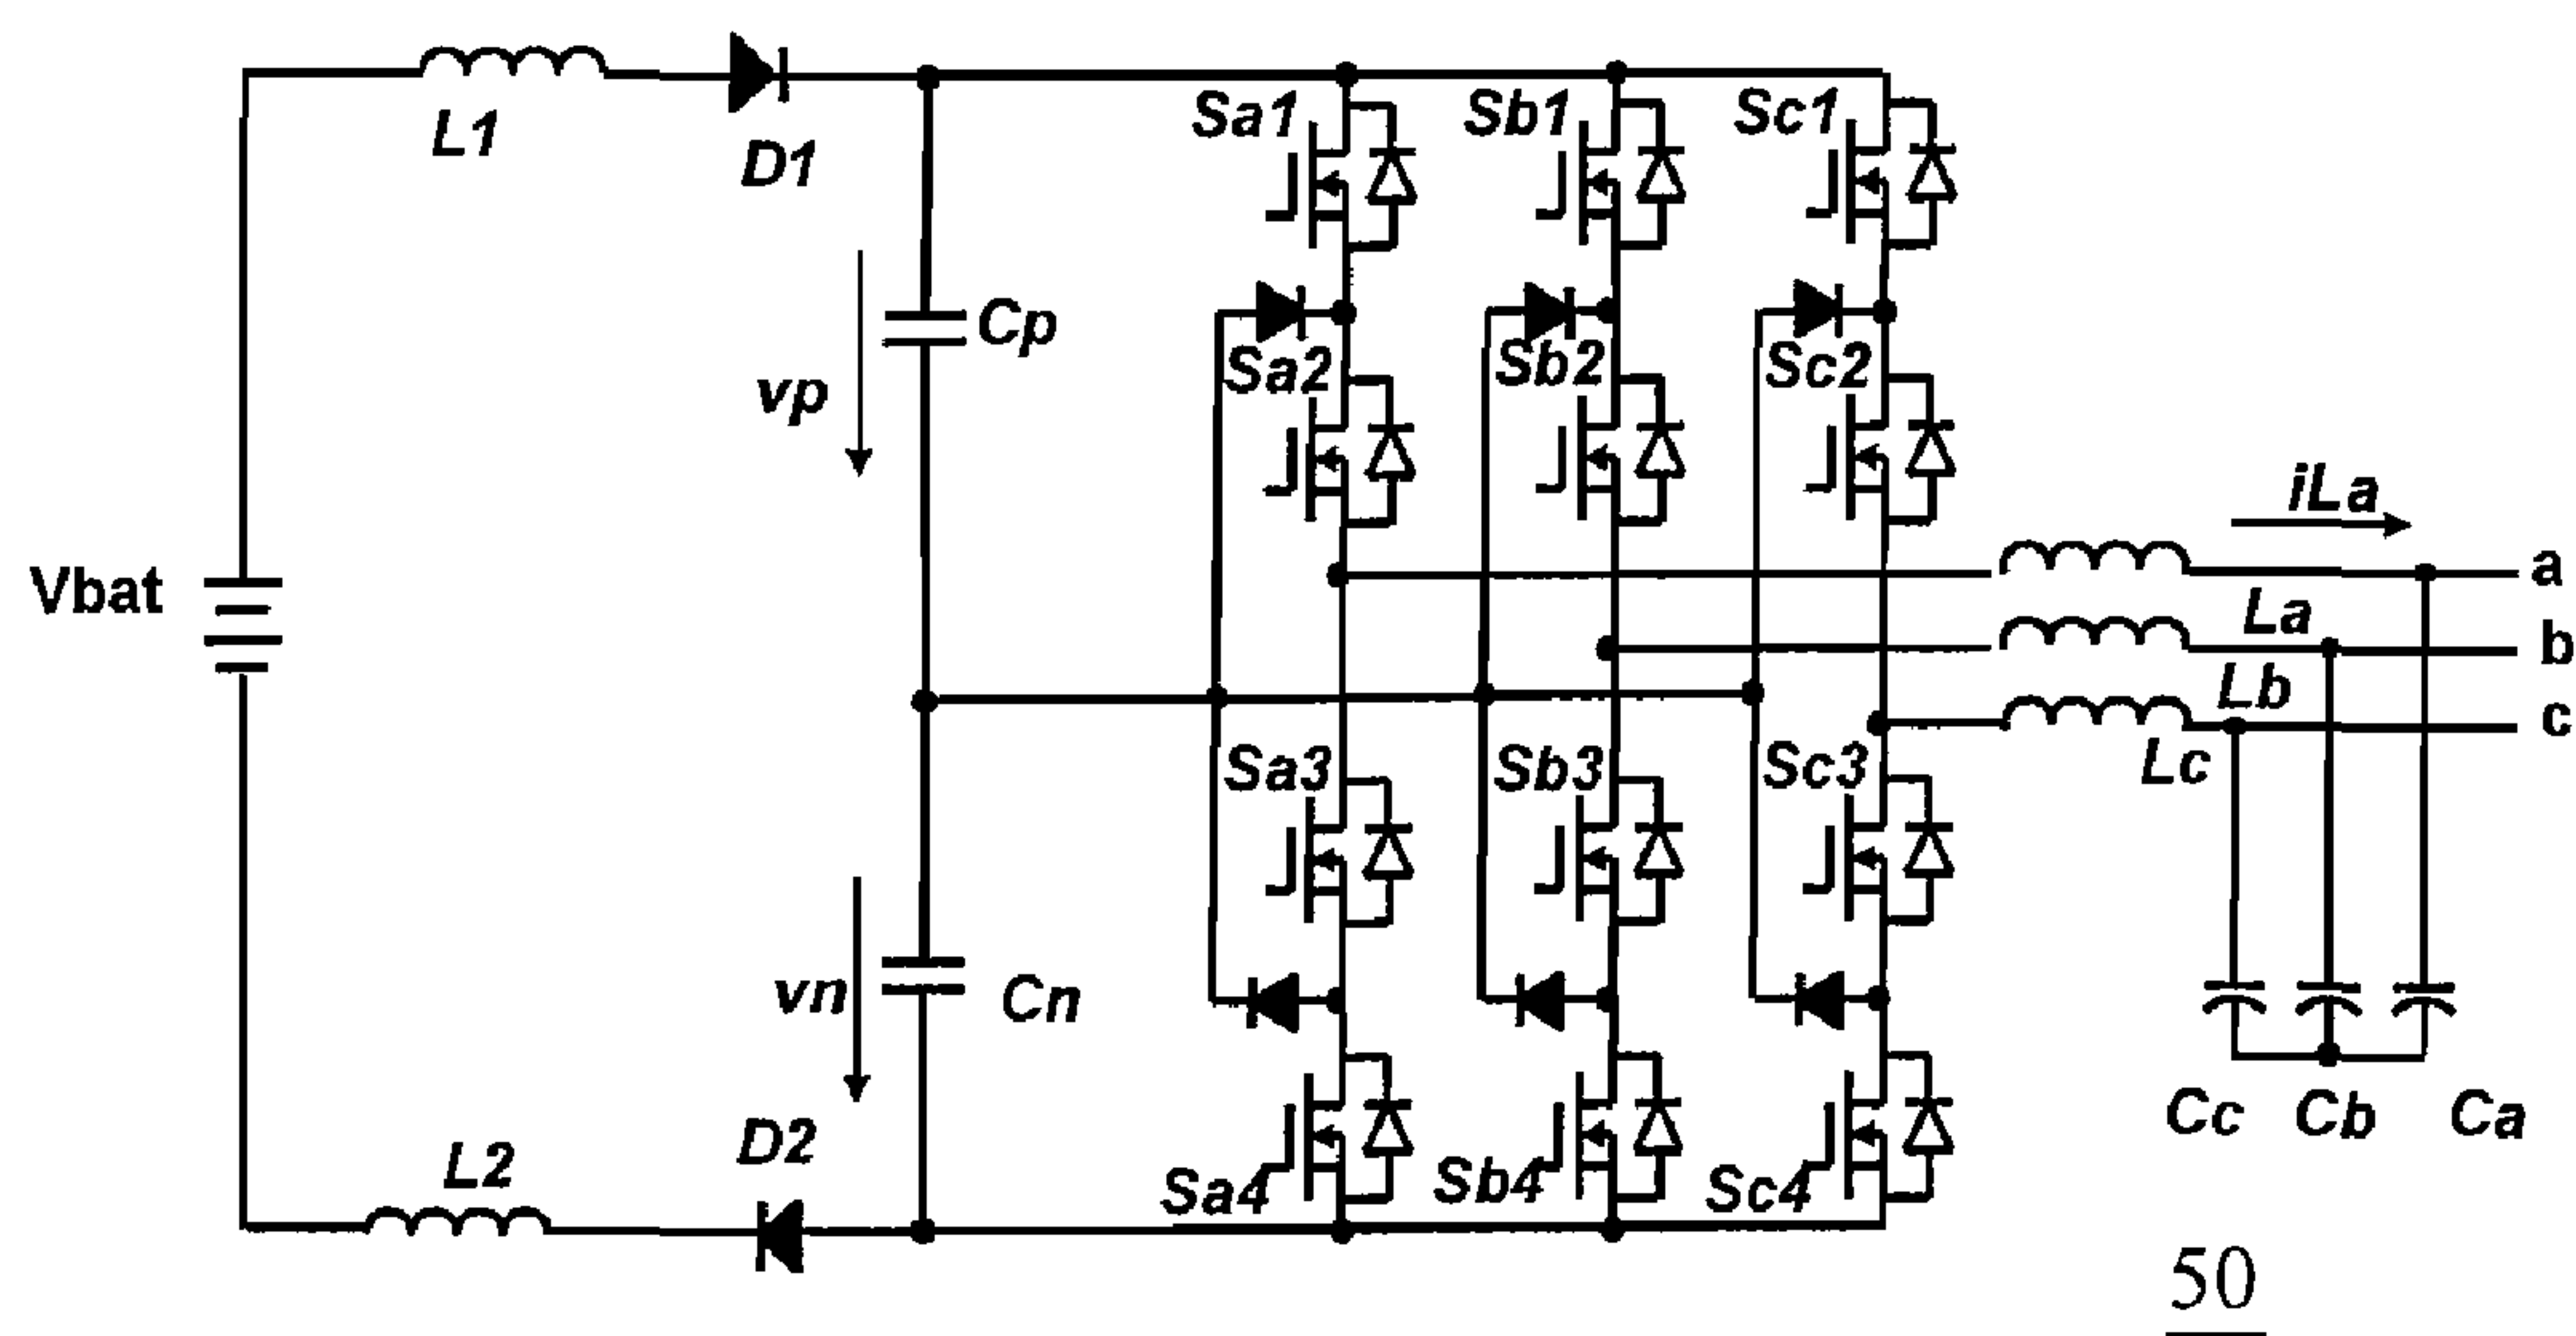 L1
D1
Sa1
Sb1
Sc1
Cp
vp
Sa2
Sb2
Sc2
iLa
Vbat
a
La
b
Lb
c
Lc
Sa3
Sb3
Sc3
vn
Cn
D2
L2
Sa4
Sb4
Sc4
Cc
Cb
Ca
50